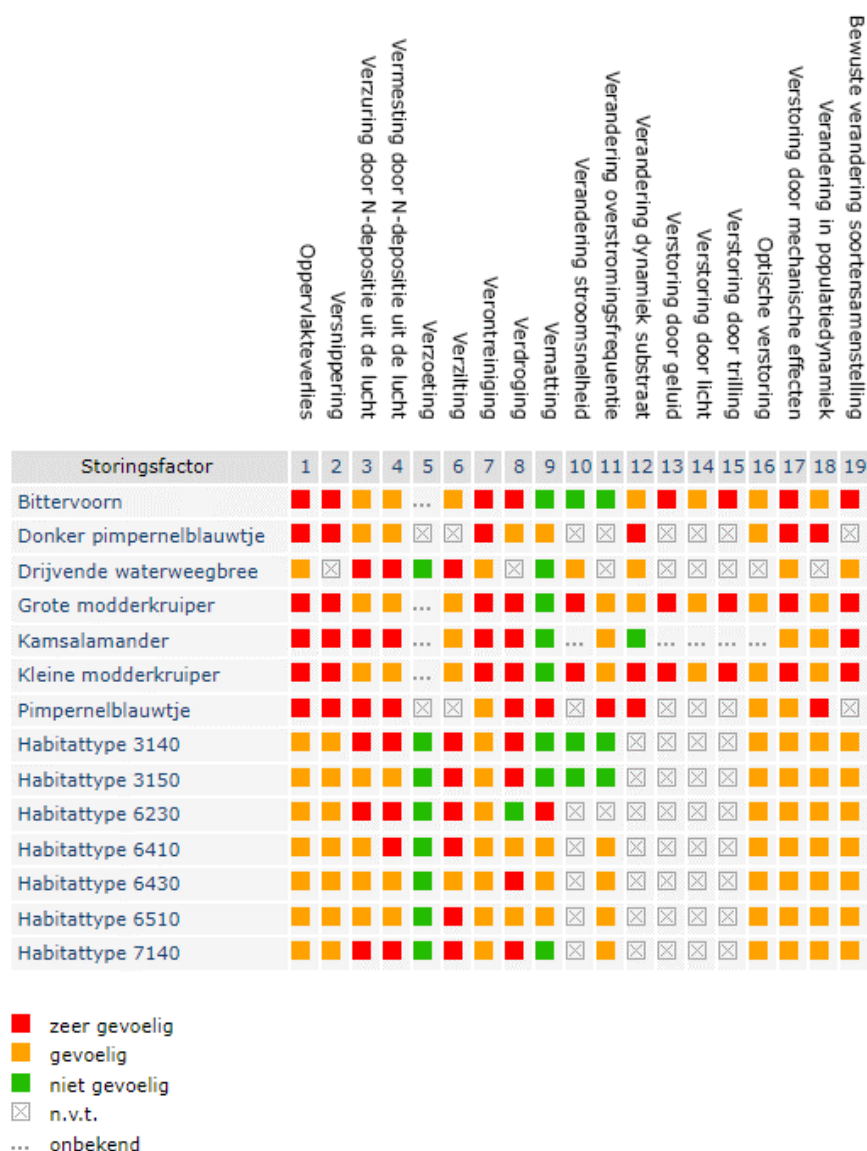 Oppervlakteverlies
Versnippering
Verzuring door N-depositie uit de lucht
Vermesting door N-depositie uit de lucht
Verzoeting
Verzilting
Verontreiniging
Verdroging
Vernatting
Verandering stroomsnelheid
Verandering overstromingsfrequentie
Verandering dynamiek substraat
Verstoring door geluid
Verstoring door licht
Verstoring door trilling
Optische verstoring
Verstoring door mechanische effecten
Verandering in populatiedynamiek
Bewuste verandering soortensamenstelling
Storingsfactor 1 2 3 4 5 6 7 8 9 10 11 12 13 14 15 16 17 18 19
Bittervoorn ...
Donker pimpernelblauwtje
Drijvende waterweegbree
Grote modderkruiper ...
Kamsalamander ... ... ... ... ... ...
Kleine modderkruiper ...
Pimpernelblauwtje
Habitattype 3140
Habitattype 3150
Habitattype 6230
Habitattype 6410
Habitattype 6430
Habitattype 6510
Habitattype 7140
zeer gevoelig
gevoelig
niet gevoelig
n.v.t.
... onbekend